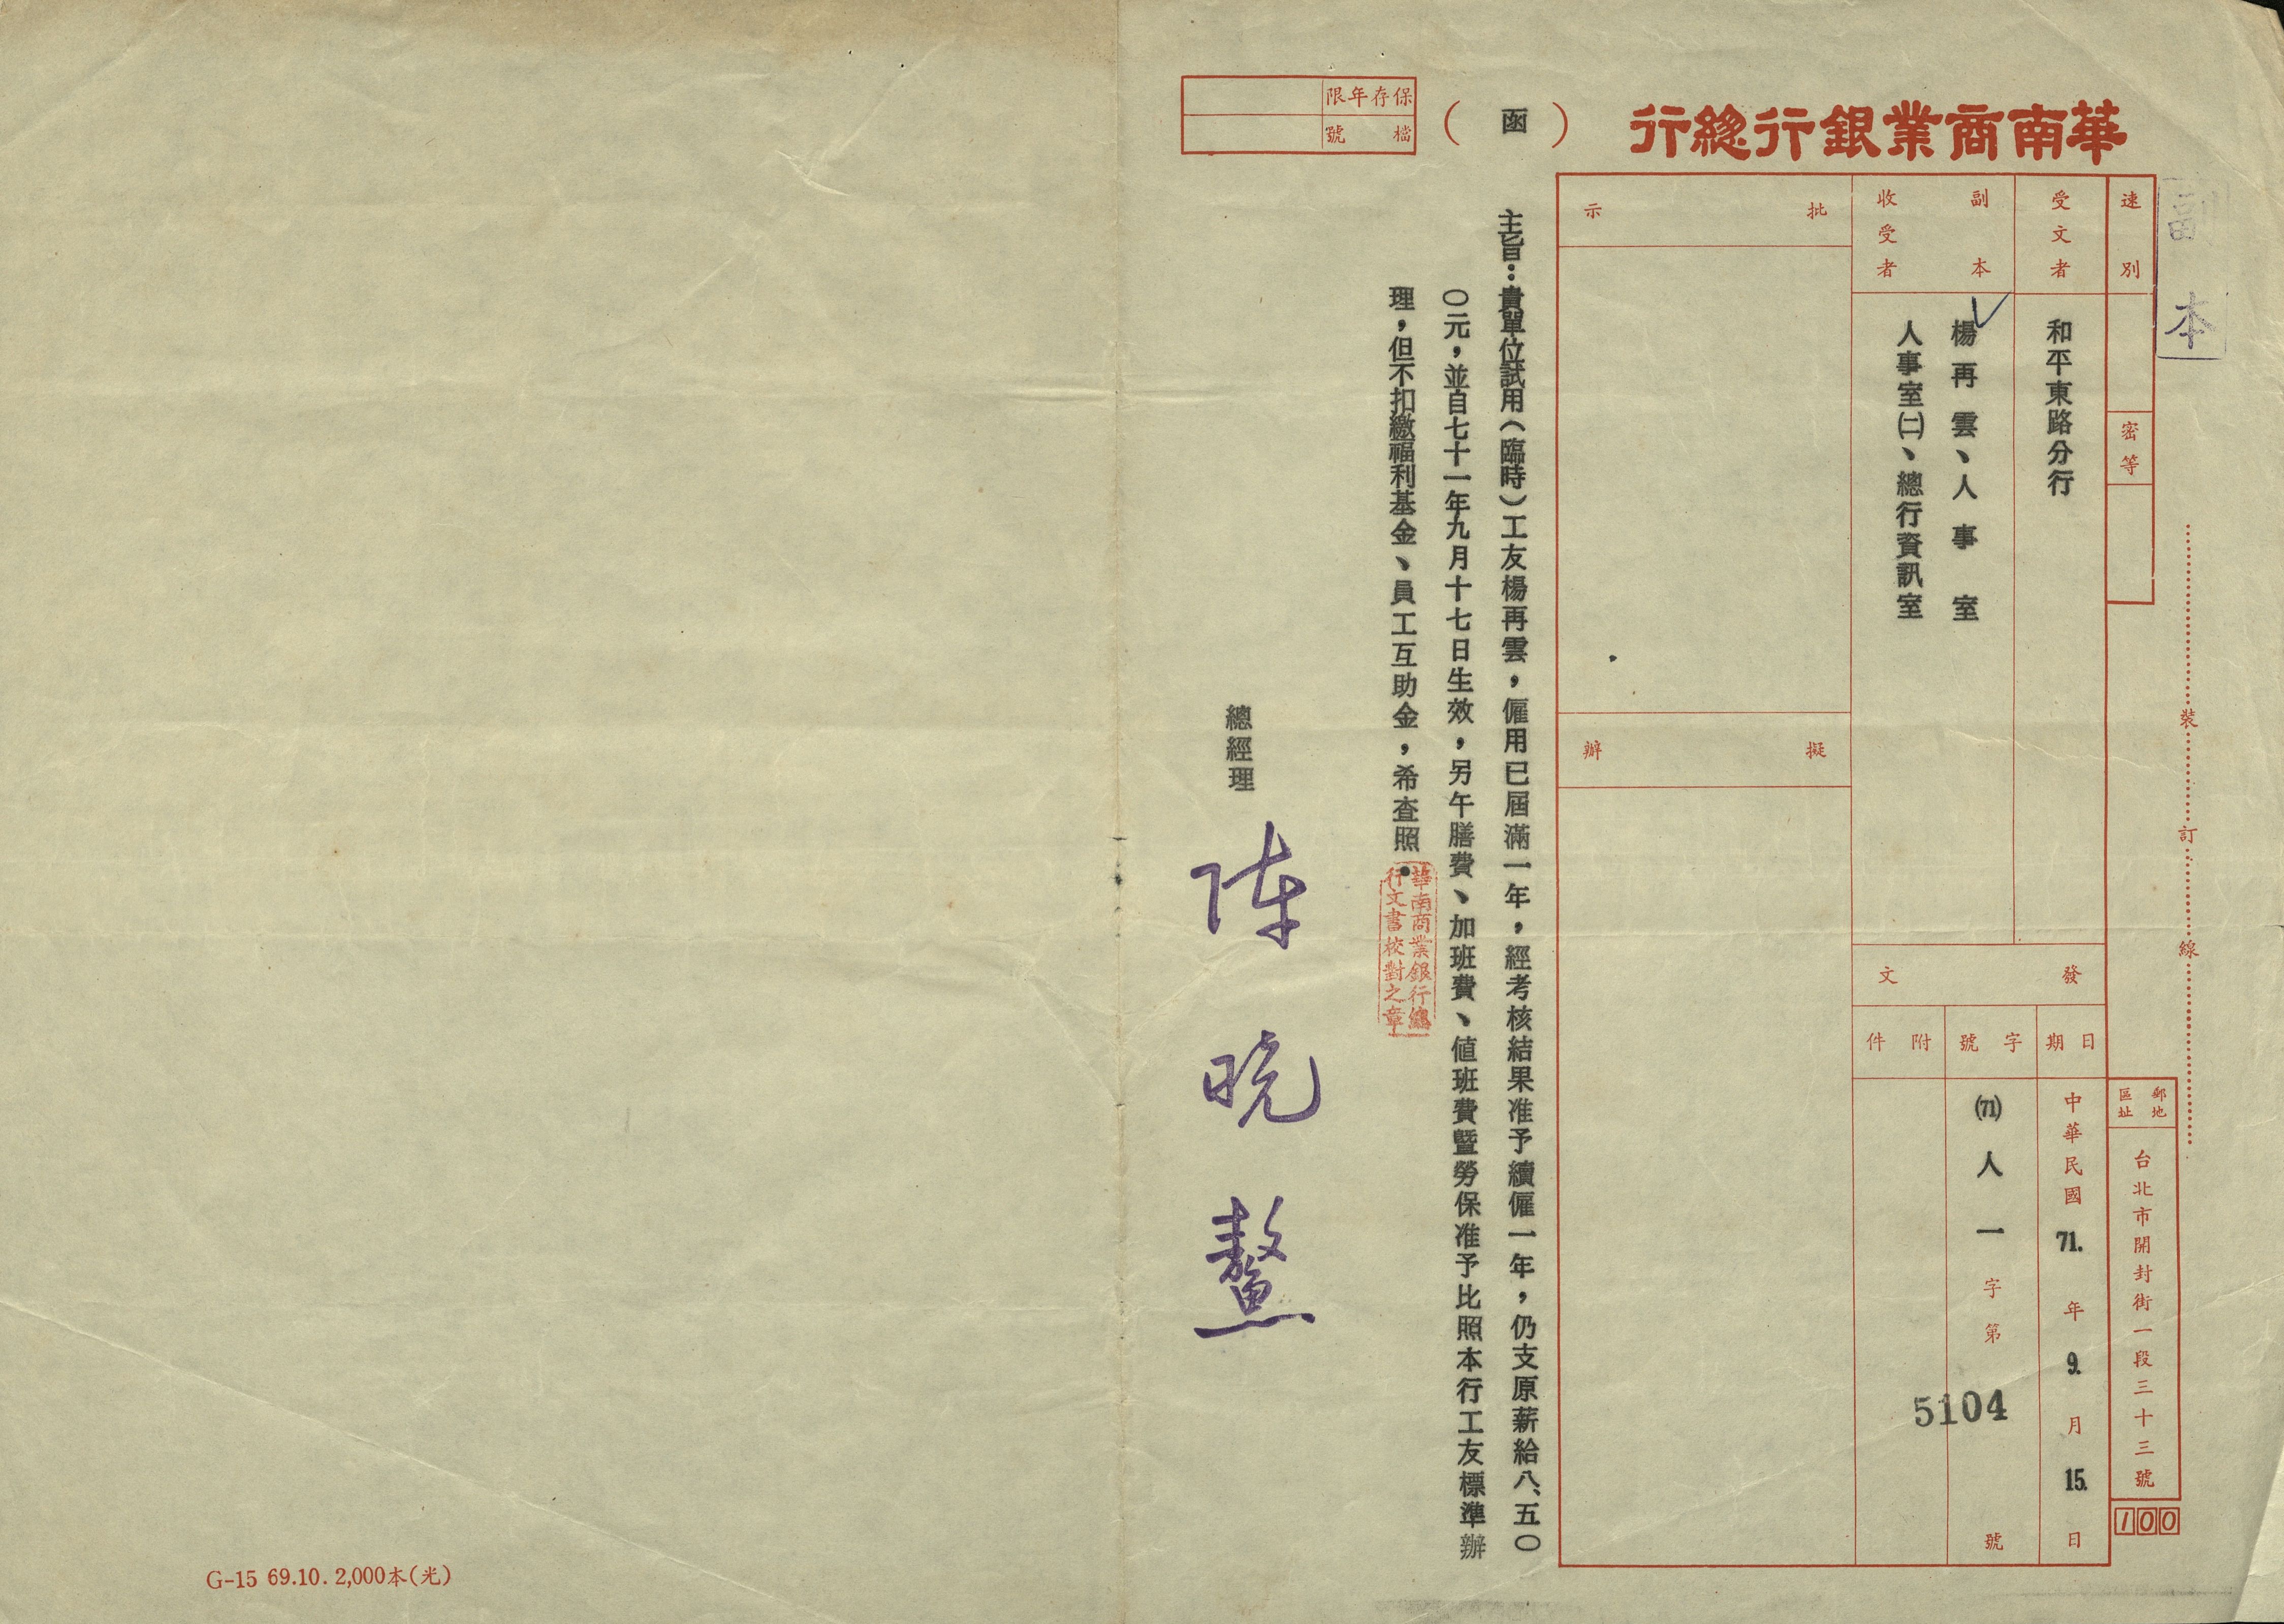 華南商業銀行總行
（函）
保存年限
檔號
副本
速別
密等
受文者
和平東路分行
副本收受者
楊再雲、人事室
人事室㈡、總行資訊室
批示
擬辦
發文
日期
中華民國71.年9.月15.日
字號
(71)人一字第5104號
附件
郵區地址
台北市開封街一段三十三號
100
裝訂線
主旨：貴單位試用（臨時）工友楊再雲，僱用已屆滿一年，經考核結果准予續僱一年，仍支原薪給八、五〇
〇元，並自七十一年九月十七日生效，另午膳費、加班費、值班費暨勞保准予比照本行工友標準辦
理，但不扣繳福利基金、員工互助金，希查照。
華南商業銀行總
行文書校對之章
總經理
陳晚鰲
G-15 69.10. 2,000本(光)